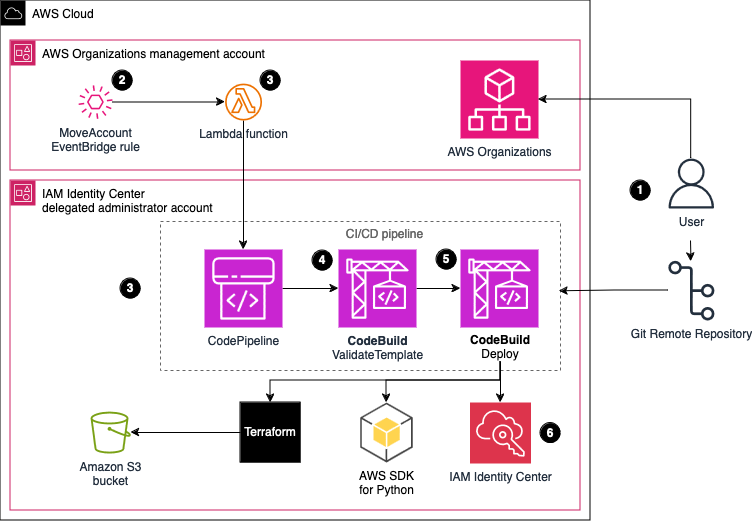 AWS Cloud
AWS Organizations management account
2
3
MoveAccount
EventBridge rule
Lambda function
AWS Organizations
1
User
IAM Identity Center
delegated administrator account
CI/CD pipeline
3
4
5
CodePipeline
CodeBuild
ValidateTemplate
CodeBuild
Deploy
Git Remote Repository
Terraform
Amazon S3
bucket
AWS SDK
for Python
IAM Identity Center
6